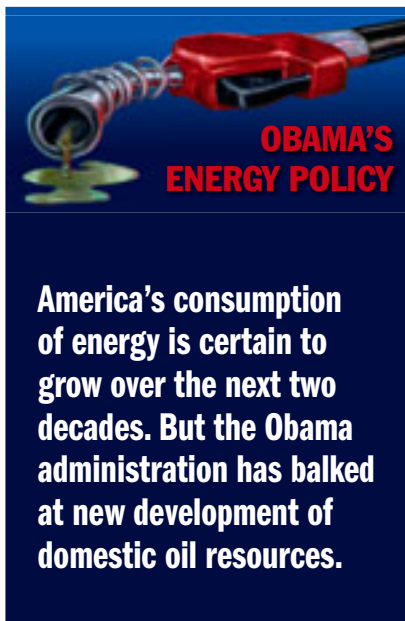 OBAMA’S
ENERGY POLICY
America’s consumption
of energy is certain to
grow over the next two
decades. But the Obama
administration has balked
at new development of
domestic oil resources.